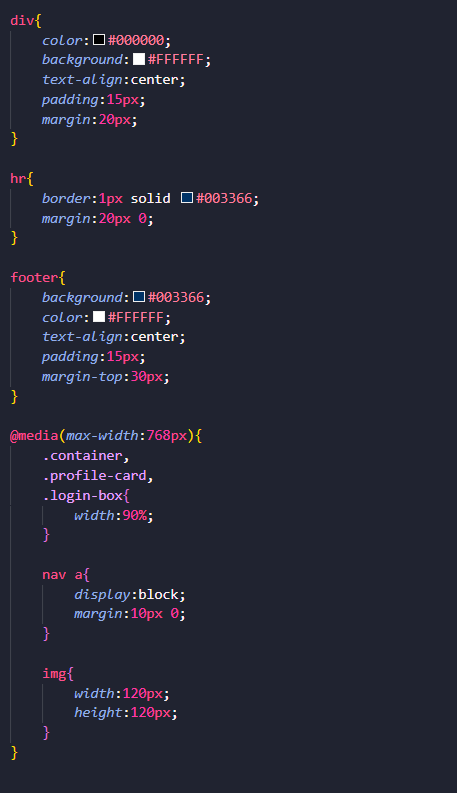 div{
    color:#000000;
    background:#FFFFFF;
    text-align:center;
    padding:15px;
    margin:20px;
}
hr{
    border:1px solid #003366;
    margin:20px 0;
}
footer{
    background:#003366;
    color:#FFFFFF;
    text-align:center;
    padding:15px;
    margin-top:30px;
}
@media(max-width:768px){
    .container,
    .profile-card,
    .login-box{
        width:90%;
    }
    nav a{
        display:block;
        margin:10px 0;
    }
    img{
        width:120px;
        height:120px;
    }
}